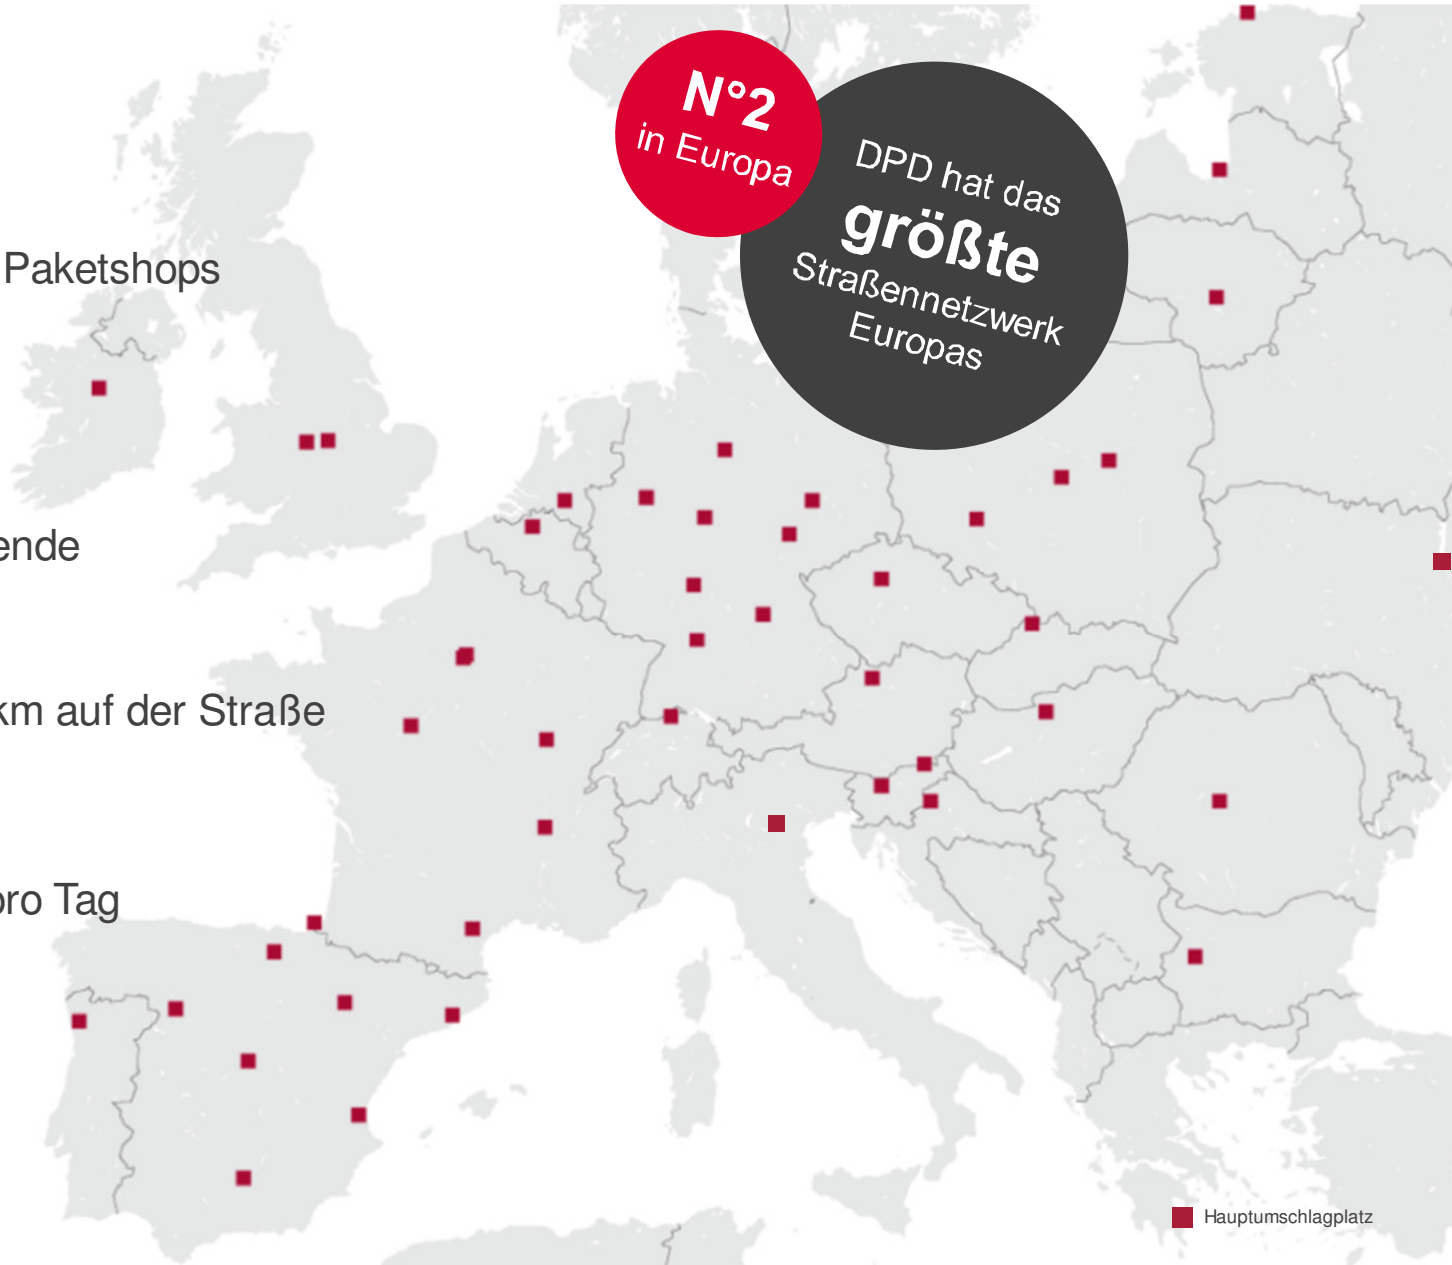 N°2
in Europa
DPD hat das
größte
Straßennetzwerk
Europas
Paketshops
ende
km auf der Straße
pro Tag
Hauptumschlagplatz